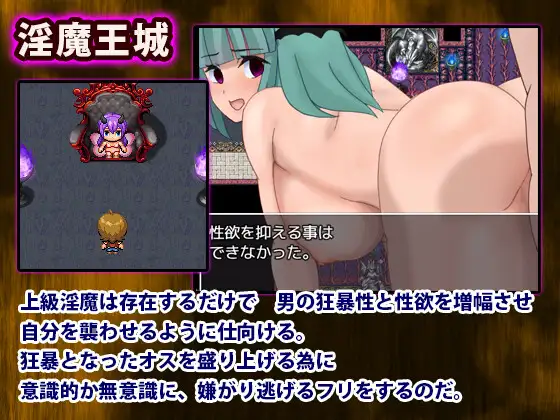 淫魔王城
性欲を抑える事は
できなかった。
上級淫魔は存在するだけで　男の狂暴性と性欲を増幅させ
自分を襲わせるように仕向ける。
狂暴となったオスを盛り上げる為に
意識的か無意識に、嫌がり逃げるフリをするのだ。